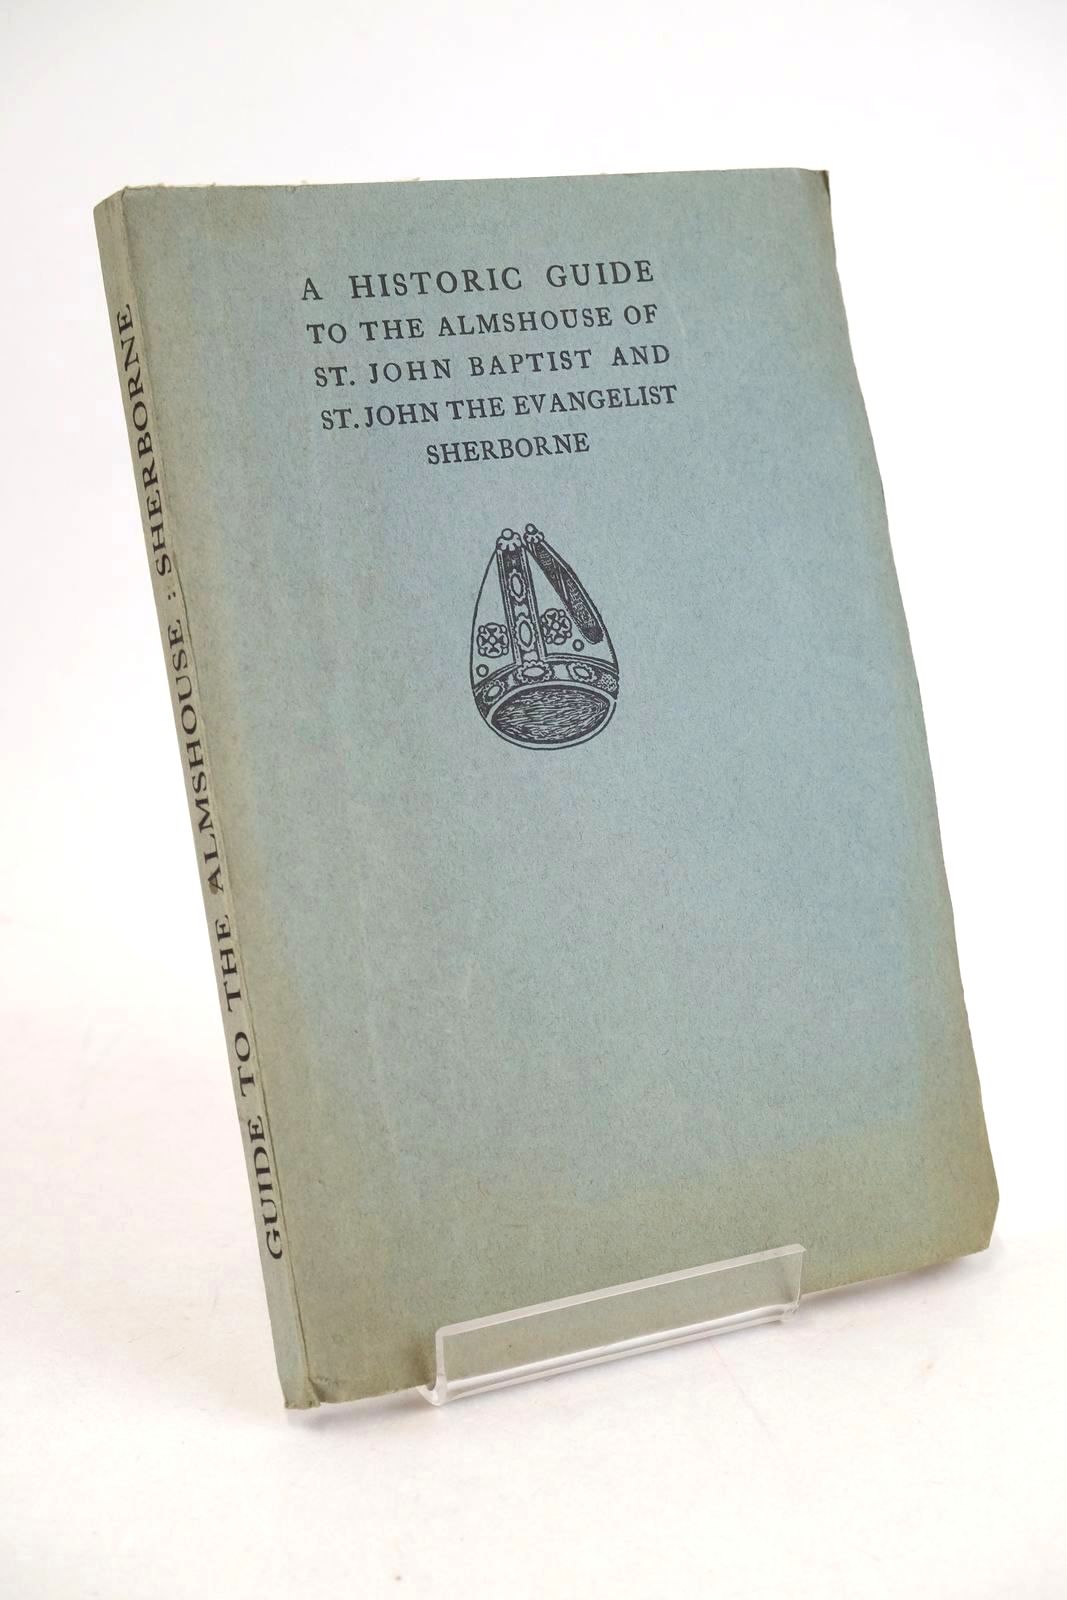 A HISTORIC GUIDE
TO THE ALMSHOUSE OF
ST. JOHN BAPTIST AND
ST. JOHN THE EVANGELIST
SHERBORNE
GUIDE TO THE ALMSHOUSE : SHERBORNE